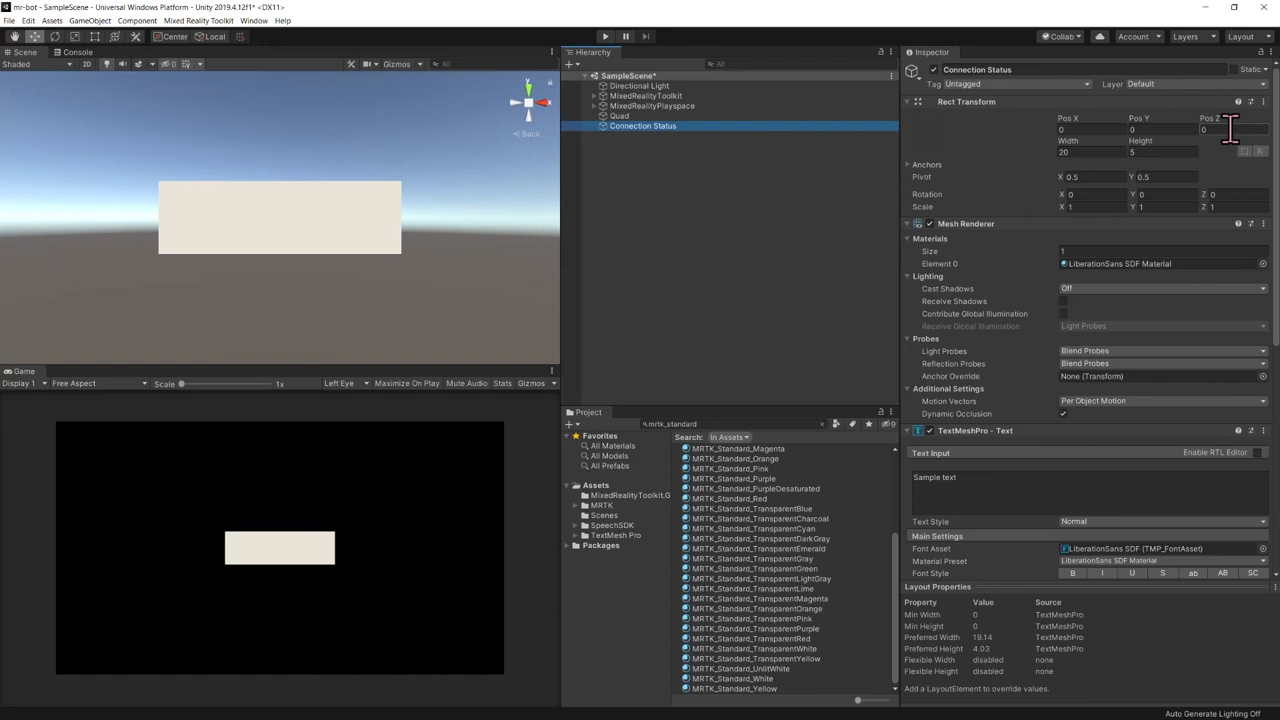 mr-bot - SampleScene - Universal Windows Platform - Unity 2019.4.12f1* <DX11>
File Edit Assets GameObject Component Mixed Reality Toolkit Window Help
Center Local Collab Account Layers Layout
Scene Console
Shaded 2D 0 Gizmos All
Back
y
x
Game
Display 1 Free Aspect Scale 1x Left Eye Maximize On Play Mute Audio Stats Gizmos
Hierarchy
All
SampleScene*
Directional Light
MixedRealityToolkit
MixedRealityPlayspace
Quad
Connection Status
Project
mrtk_standard
9
Favorites
All Materials
All Models
All Prefabs
Assets
MixedRealityToolkit.G
MRTK
Scenes
SpeechSDK
TextMesh Pro
Packages
Search: In Assets
MRTK_Standard_Magenta
MRTK_Standard_Orange
MRTK_Standard_Pink
MRTK_Standard_Purple
MRTK_Standard_PurpleDesaturated
MRTK_Standard_Red
MRTK_Standard_TransparentBlue
MRTK_Standard_TransparentCharcoal
MRTK_Standard_TransparentCyan
MRTK_Standard_TransparentDarkGray
MRTK_Standard_TransparentEmerald
MRTK_Standard_TransparentGray
MRTK_Standard_TransparentGreen
MRTK_Standard_TransparentLightGray
MRTK_Standard_TransparentLime
MRTK_Standard_TransparentMagenta
MRTK_Standard_TransparentOrange
MRTK_Standard_TransparentPink
MRTK_Standard_TransparentPurple
MRTK_Standard_TransparentRed
MRTK_Standard_TransparentWhite
MRTK_Standard_TransparentYellow
MRTK_Standard_UnlitWhite
MRTK_Standard_White
MRTK_Standard_Yellow
Inspector
Connection Status Static
Tag Untagged Layer Default
Rect Transform
Pos X Pos Y Pos Z
0 0 0
Width Height
20 5 R
Anchors
Pivot X 0.5 Y 0.5
Rotation X 0 Y 0 Z 0
Scale X 1 Y 1 Z 1
Mesh Renderer
Materials
Size 1
Element 0 LiberationSans SDF Material
Lighting
Cast Shadows Off
Receive Shadows
Contribute Global Illumination
Receive Global Illumination Light Probes
Probes
Light Probes Blend Probes
Reflection Probes Blend Probes
Anchor Override None (Transform)
Additional Settings
Motion Vectors Per Object Motion
Dynamic Occlusion
TextMeshPro - Text
Text Input Enable RTL Editor
Sample text
Text Style Normal
Main Settings
Font Asset LiberationSans SDF (TMP_FontAsset)
Material Preset LiberationSans SDF Material
Font Style B I U S ab AB SC
Layout Properties
Property Value Source
Min Width 0 TextMeshPro
Min Height 0 TextMeshPro
Preferred Width 19.14 TextMeshPro
Preferred Height 4.03 TextMeshPro
Flexible Width disabled none
Flexible Height disabled none
Add a LayoutElement to override values.
Auto Generate Lighting Off